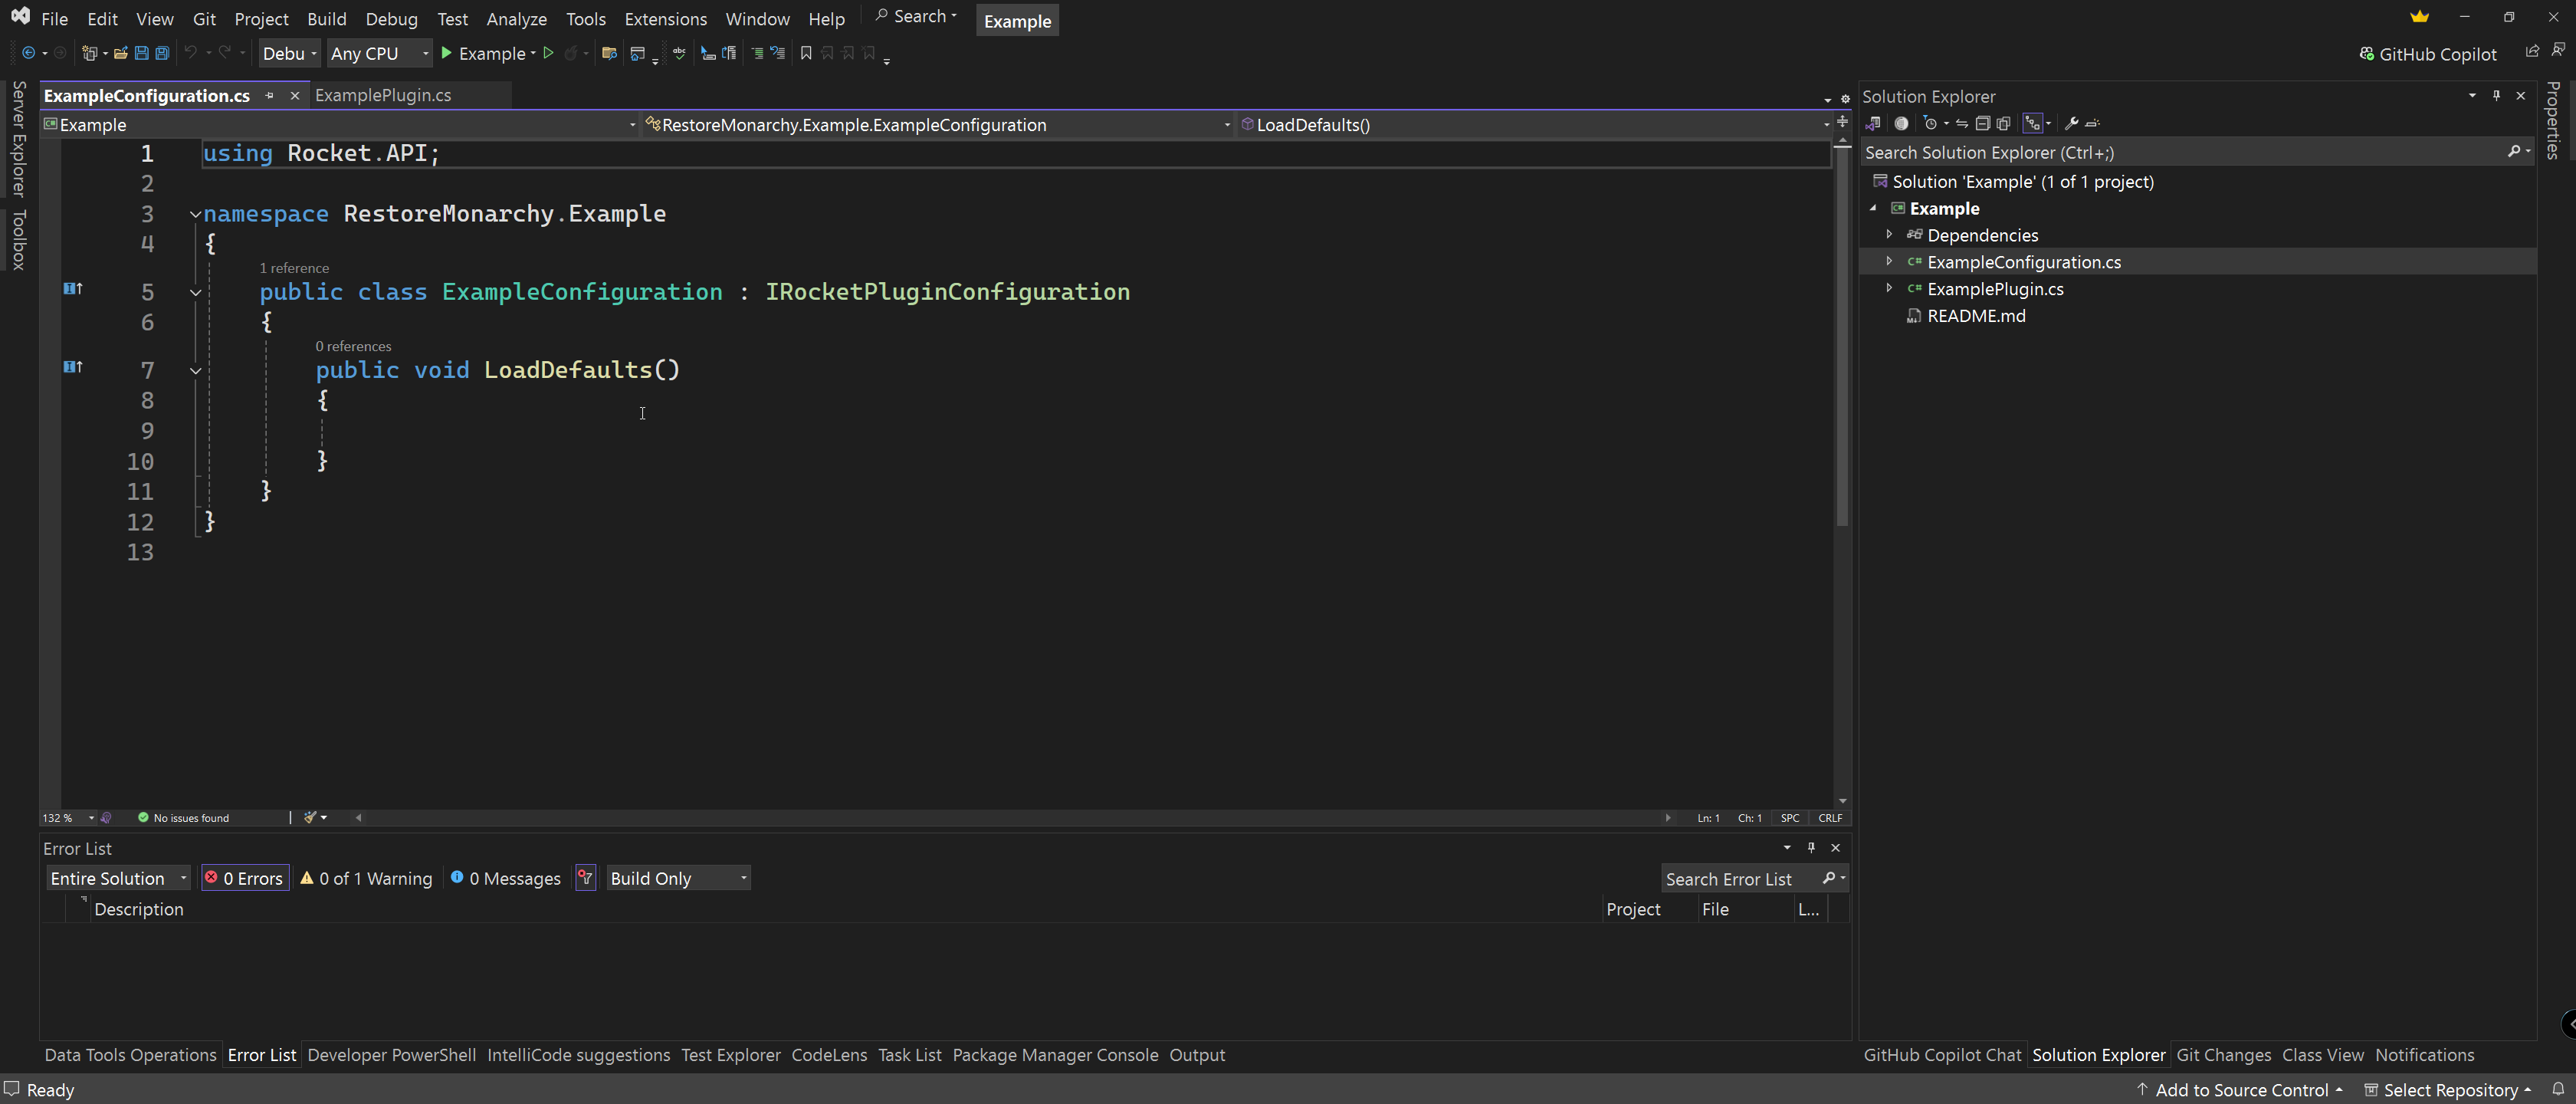 File Edit View Git Project Build Debug Test Analyze Tools Extensions Window Help Search Example
Debu Any CPU Example GitHub Copilot
Server Explorer
Toolbox
ExampleConfiguration.cs ExamplePlugin.cs
Example RestoreMonarchy.Example.ExampleConfiguration LoadDefaults()
1 using Rocket.API;
2
3 namespace RestoreMonarchy.Example
4 {
1 reference
5 public class ExampleConfiguration : IRocketPluginConfiguration
6 {
0 references
7 public void LoadDefaults()
8 {
9
10 }
11 }
12 }
13
132 % No issues found Ln: 1 Ch: 1 SPC CRLF
Error List
Entire Solution 0 Errors 0 of 1 Warning 0 Messages Build Only Search Error List
Description Project File L...
Data Tools Operations Error List Developer PowerShell IntelliCode suggestions Test Explorer CodeLens Task List Package Manager Console Output
Solution Explorer
Search Solution Explorer (Ctrl+;)
Solution 'Example' (1 of 1 project)
Example
Dependencies
C# ExampleConfiguration.cs
C# ExamplePlugin.cs
README.md
GitHub Copilot Chat Solution Explorer Git Changes Class View Notifications
Properties
Ready Add to Source Control Select Repository